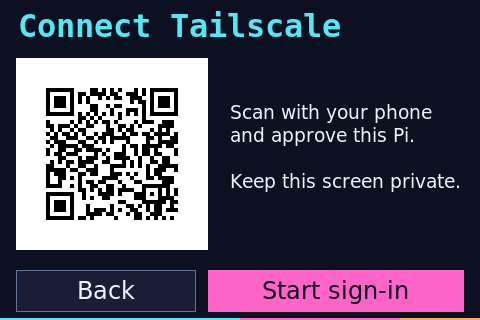 Connect Tailscale
Scan with your phone
and approve this Pi.
Keep this screen private.
Back
Start sign-in